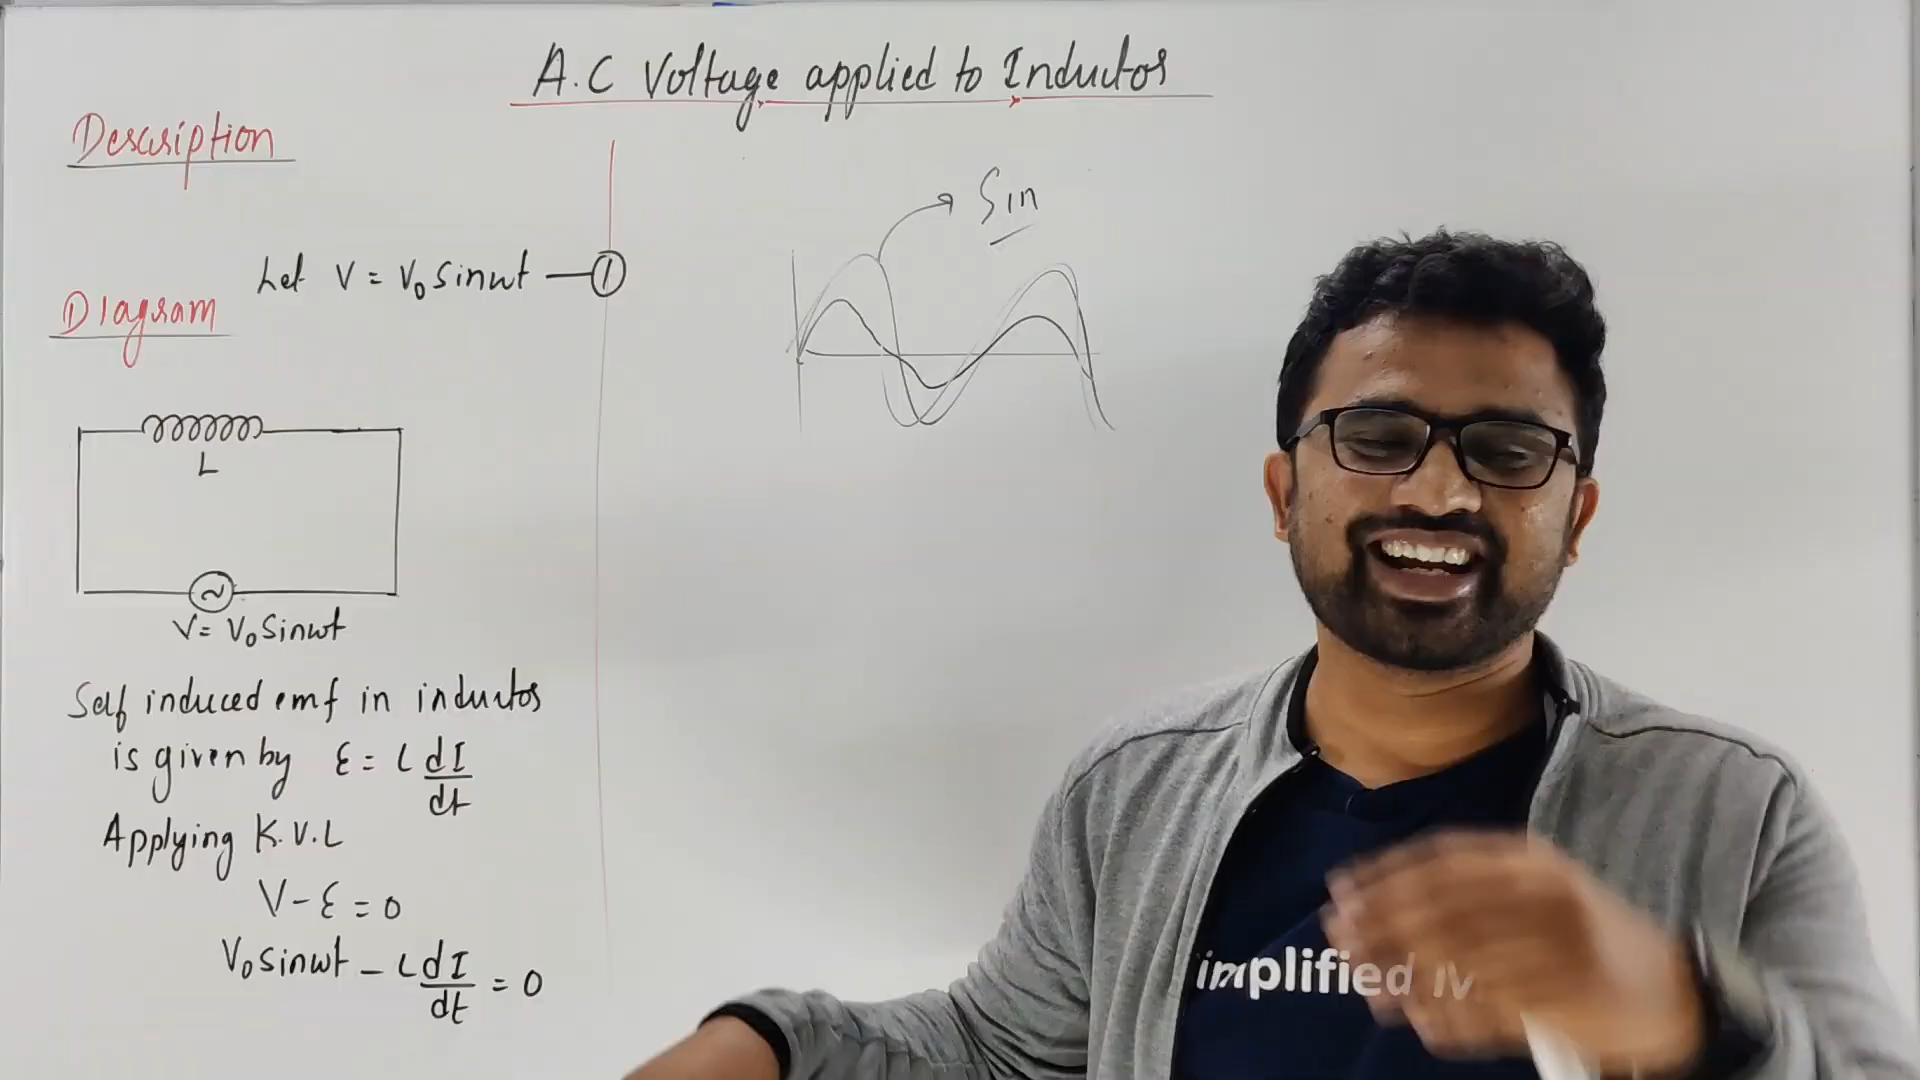 A.C Voltage applied to Inductor
Description
Let V = V₀ sinωt — ①
Diagram
L
V = V₀ sinωt
Self induced emf in inductor
is given by ε = L dI/dt
Applying K.V.L
V - ε = 0
V₀ sinωt - L dI/dt = 0
Sin
implified